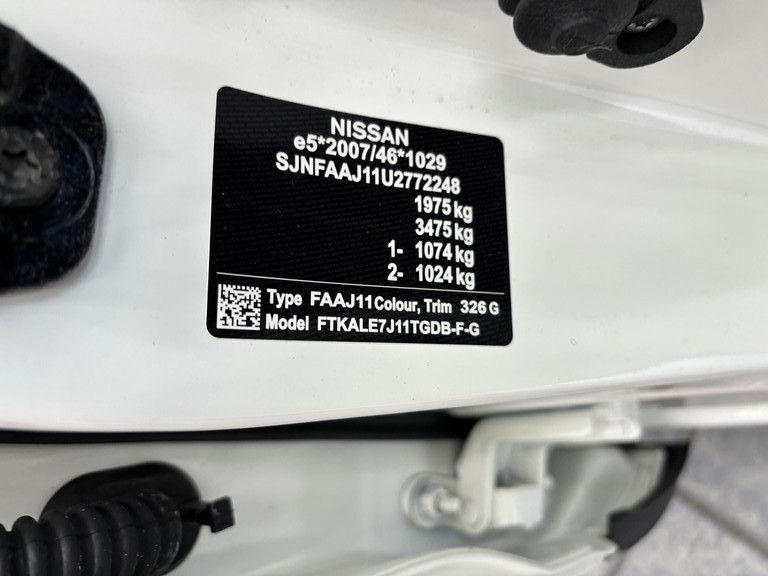 NISSAN
e5*2007/46*1029
SJNFAAJ11U2772248
1975 kg
3475 kg
1- 1074 kg
2- 1024 kg
Type FAAJ11 Colour, Trim 326 G
Model FTKALE7J11TGDB-F-G